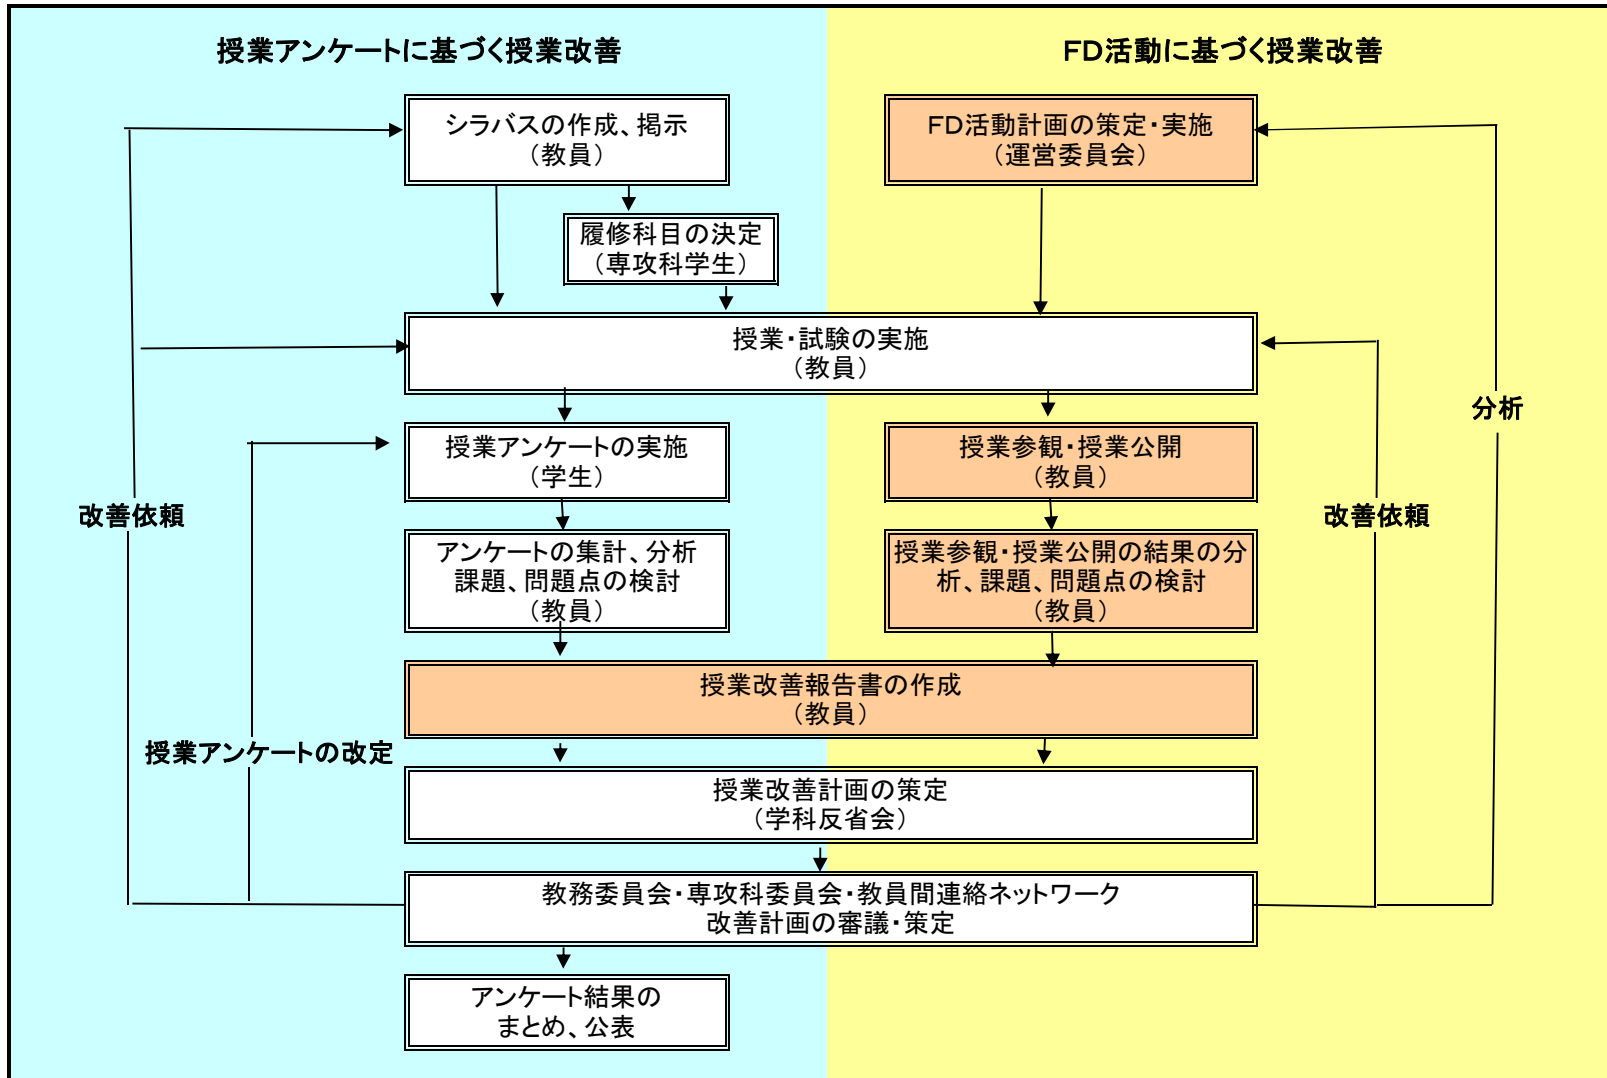 授業アンケートに基づく授業改善
FD活動に基づく授業改善
シラバスの作成、掲示
（教員）
FD活動計画の策定・実施
（運営委員会）
履修科目の決定
（専攻科学生）
授業・試験の実施
（教員）
分析
授業アンケートの実施
（学生）
授業参観・授業公開
（教員）
改善依頼
改善依頼
アンケートの集計、分析
課題、問題点の検討
（教員）
授業参観・授業公開の結果の分
析、課題、問題点の検討
（教員）
授業改善報告書の作成
（教員）
授業アンケートの改定
授業改善計画の策定
（学科反省会）
教務委員会・専攻科委員会・教員間連絡ネットワーク
改善計画の審議・策定
アンケート結果の
まとめ、公表